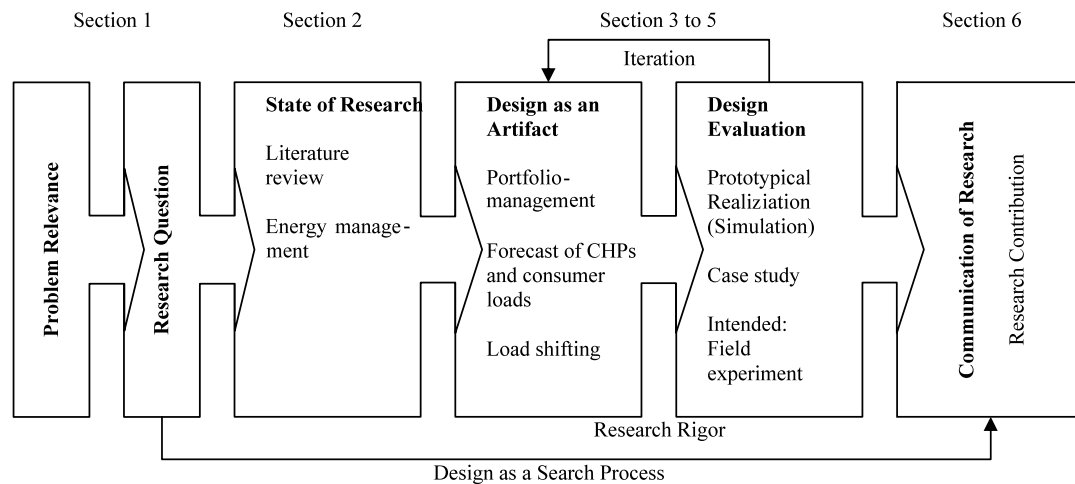 Section 1
Section 2
Section 3 to 5
Section 6
Iteration
Problem Relevance
Research Question
State of Research
Literature
review
Energy manage-
ment
Design as an
Artifact
Portfolio-
management
Forecast of CHPs
and consumer
loads
Load shifting
Design
Evaluation
Prototypical
Realiziation
(Simulation)
Case study
Intended:
Field
experiment
Communication of Research
Research Contribution
Research Rigor
Design as a Search Process